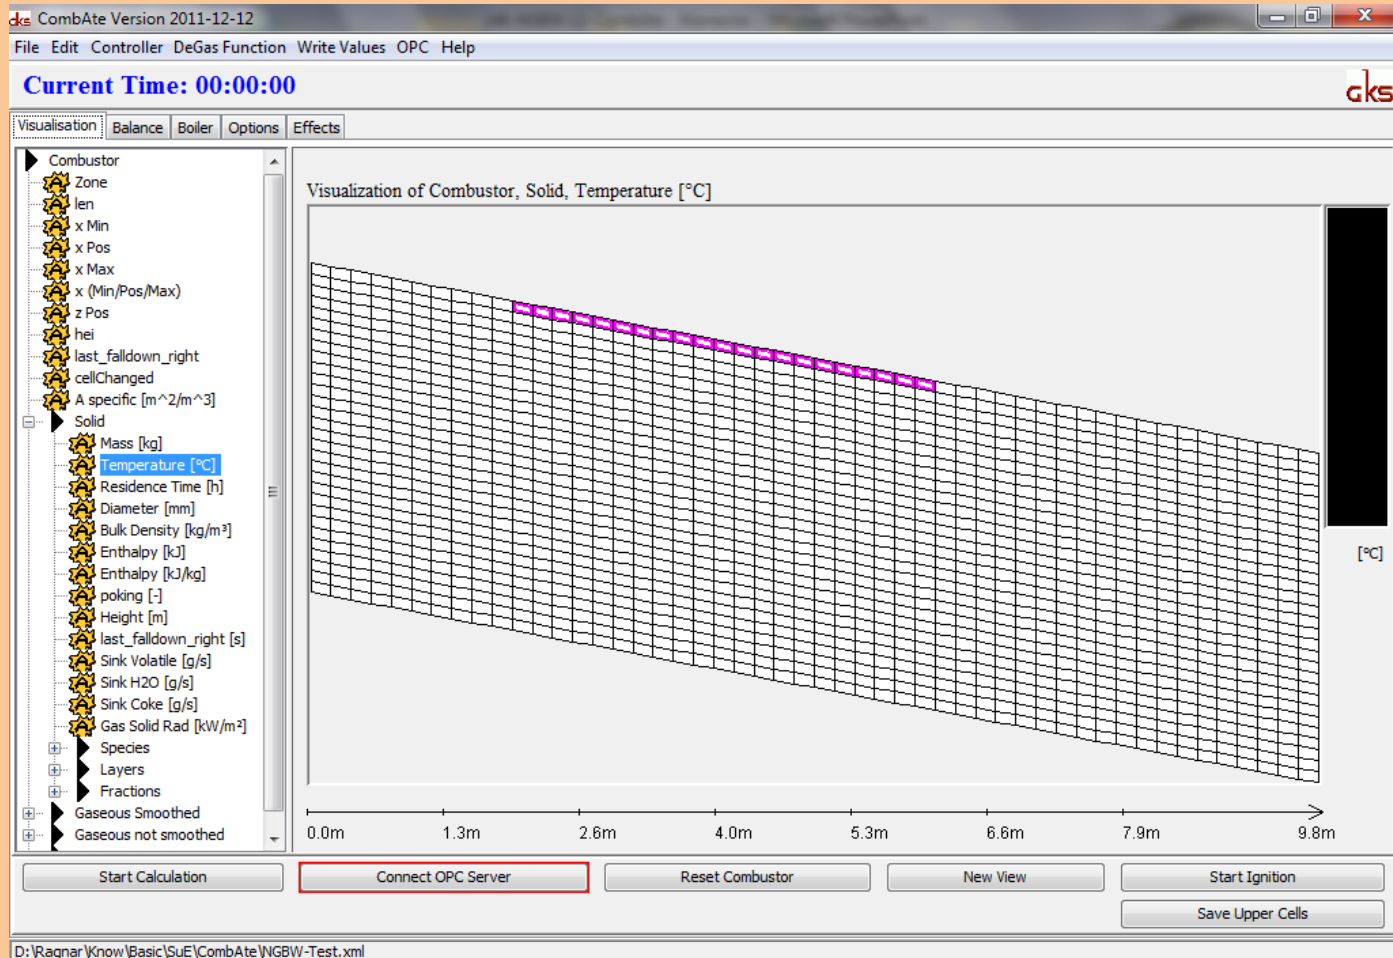 dks CombAte Version 2011-12-12
File Edit Controller DeGas Function Write Values OPC Help
Current Time: 00:00:00
gks
Visualisation Balance Boiler Options Effects
Combustor
Zone
len
x Min
x Pos
x Max
x (Min/Pos/Max)
z Pos
hei
last_falldown_right
cellChanged
A specific [m^2/m^3]
Solid
Mass [kg]
Temperature [°C]
Residence Time [h]
Diameter [mm]
Bulk Density [kg/m³]
Enthalpy [kJ]
Enthalpy [kJ/kg]
poking [-]
Height [m]
last_falldown_right [s]
Sink Volatile [g/s]
Sink H2O [g/s]
Sink Coke [g/s]
Gas Solid Rad [kW/m²]
Species
Layers
Fractions
Gaseous Smoothed
Gaseous not smoothed
Visualization of Combustor, Solid, Temperature [°C]
[°C]
0.0m 1.3m 2.6m 4.0m 5.3m 6.6m 7.9m 9.8m
Start Calculation Connect OPC Server Reset Combustor New View Start Ignition
Save Upper Cells
D:\Ragnar\Know\Basic\SuE\CombAte\NGBW-Test.xml